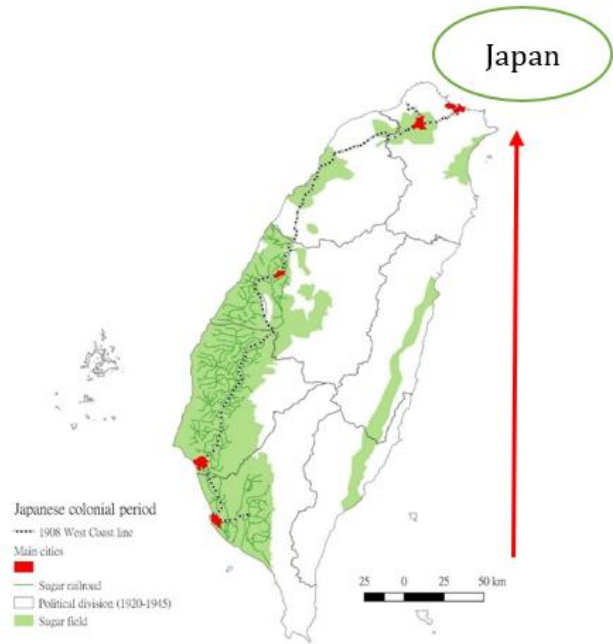 Japan
Japanese colonial period
1908 West Coast line
Main cities
Sugar railroad
Political division (1920-1945)
Sugar field
25 0 25 50 km